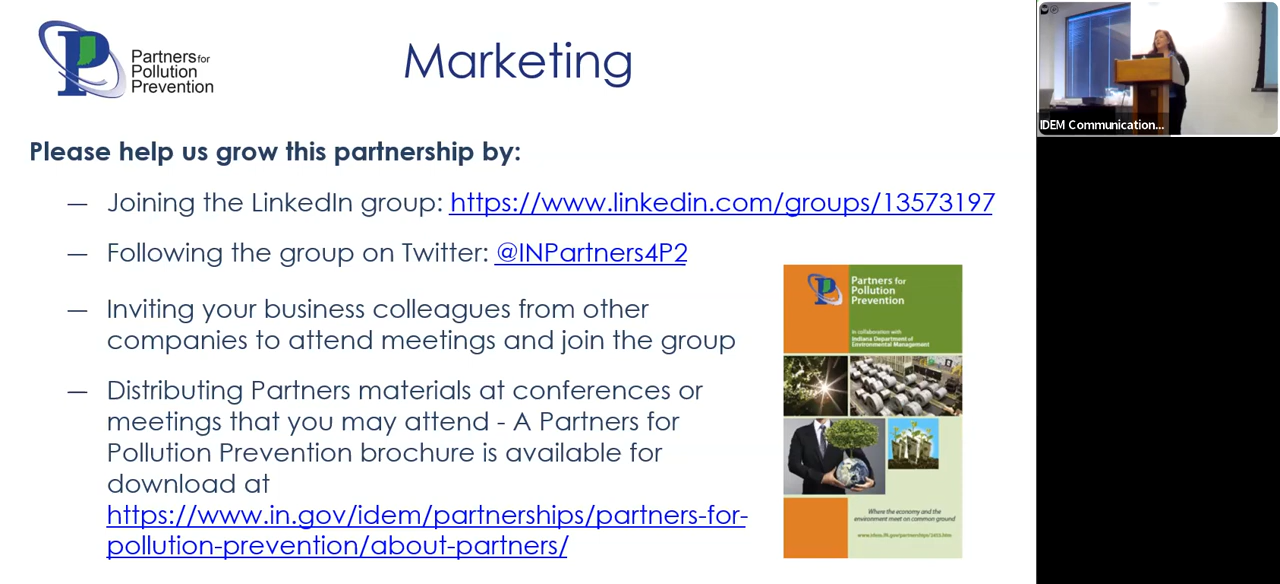 Partners for
Pollution
Prevention
Marketing
Please help us grow this partnership by:
— Joining the LinkedIn group: https://www.linkedin.com/groups/13573197
— Following the group on Twitter: @INPartners4P2
— Inviting your business colleagues from other
companies to attend meetings and join the group
— Distributing Partners materials at conferences or
meetings that you may attend - A Partners for
Pollution Prevention brochure is available for
download at
https://www.in.gov/idem/partnerships/partners-for-
pollution-prevention/about-partners/
Partners for
Pollution
Prevention
in collaboration with
Indiana Department of
Environmental Management
Where the economy and the
environment meet on common ground
IDEM Communication...